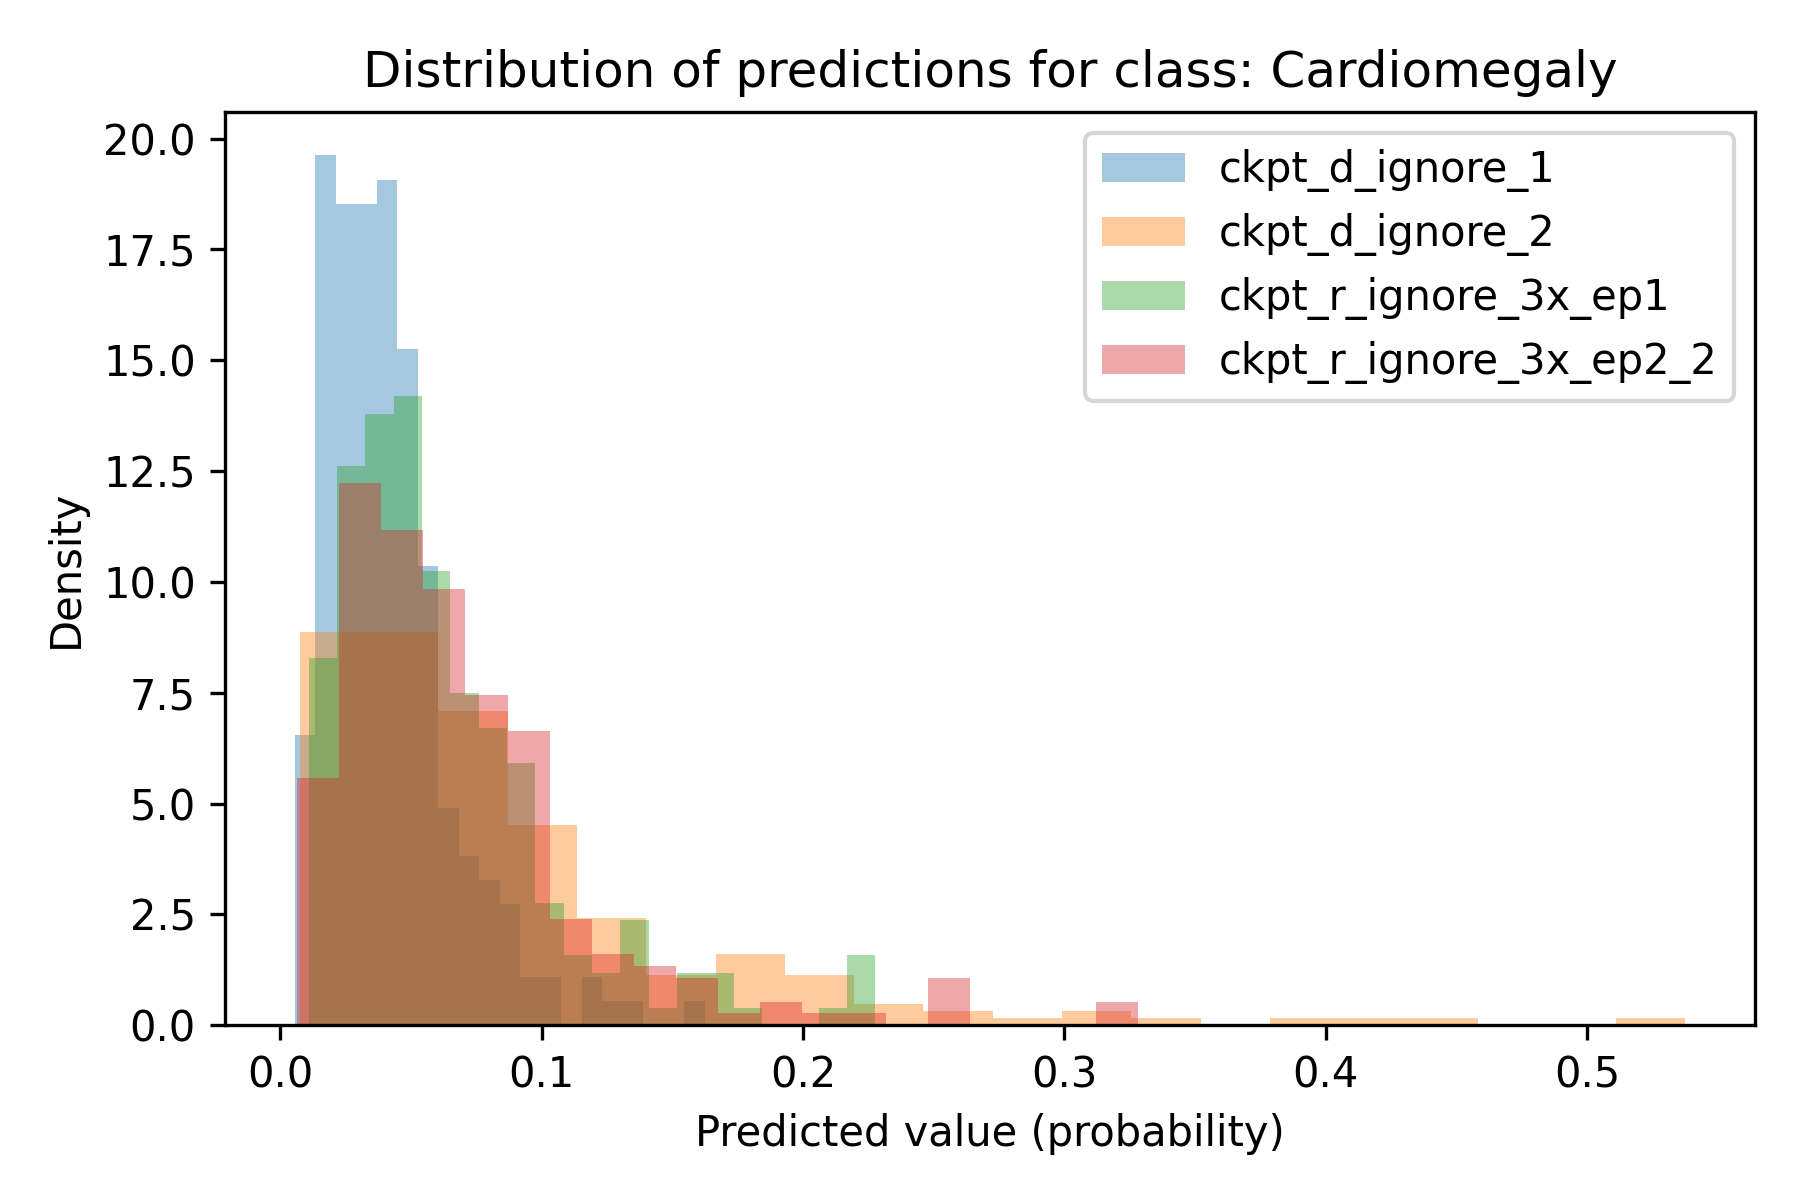 Distribution of predictions for class: Cardiomegaly
20.0
17.5
15.0
12.5
10.0
7.5
5.0
2.5
0.0
Density
ckpt_d_ignore_1
ckpt_d_ignore_2
ckpt_r_ignore_3x_ep1
ckpt_r_ignore_3x_ep2_2
0.0 0.1 0.2 0.3 0.4 0.5
Predicted value (probability)